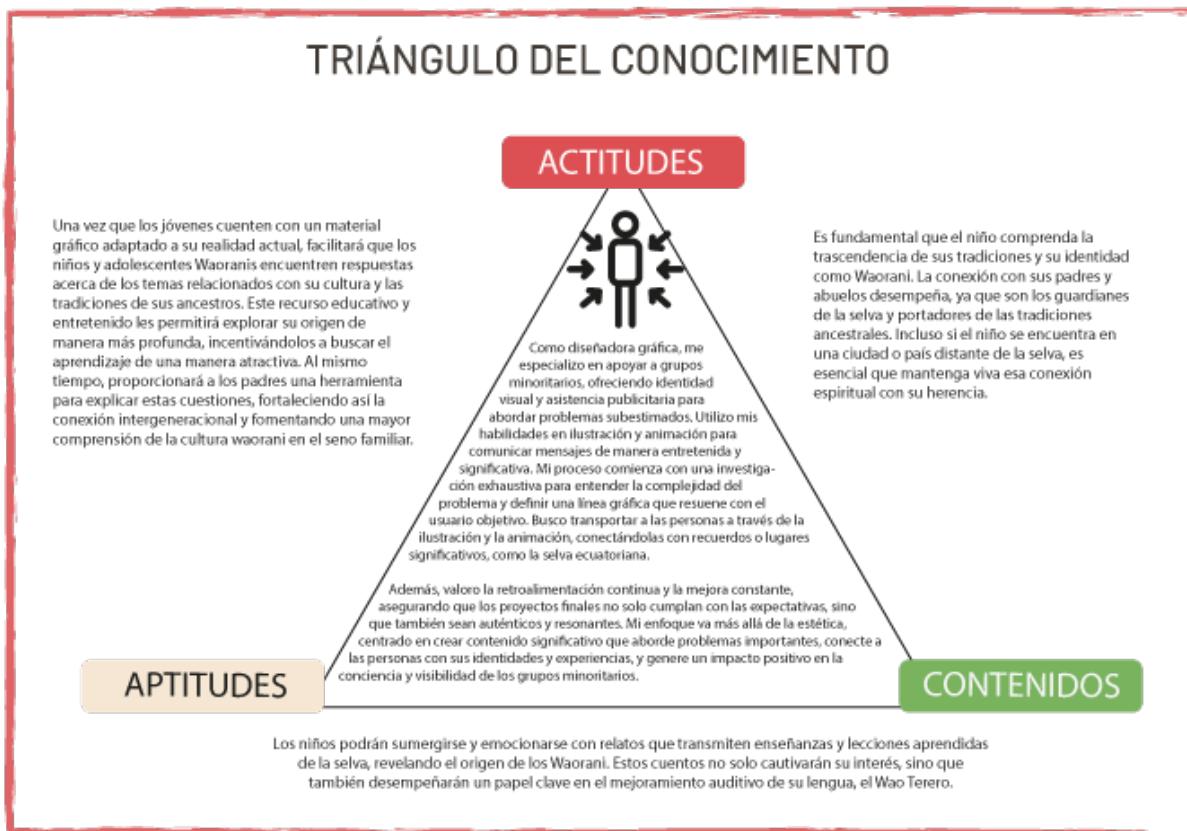 TRIÁNGULO DEL CONOCIMIENTO
ACTITUDES
Una vez que los jóvenes cuenten con un material
gráfico adaptado a su realidad actual, facilitará que los
niños y adolescentes Waoranis encuentren respuestas
acerca de los temas relacionados con su cultura y las
tradiciones de sus ancestros. Este recurso educativo y
entretenido les permitirá explorar su origen de
manera más profunda, incentivándolos a buscar el
aprendizaje de una manera atractiva. Al mismo
tiempo, proporcionará a los padres una herramienta
para explicar estas cuestiones, fortaleciendo así la
conexión intergeneracional y fomentando una mayor
comprensión de la cultura waorani en el seno familiar.
Es fundamental que el niño comprenda la
trascendencia de sus tradiciones y su identidad
como Waorani. La conexión con sus padres y
abuelos desempeña, ya que son los guardianes
de la selva y portadores de las tradiciones
ancestrales. Incluso si el niño se encuentra en
una ciudad o país distante de la selva, es
esencial que mantenga viva esa conexión
espiritual con su herencia.
Como diseñadora gráfica, me
especializo en apoyar a grupos
minoritarios, ofreciendo identidad
visual y asistencia publicitaria para
abordar problemas subestimados. Utilizo mis
habilidades en ilustración y animación para
comunicar mensajes de manera entretenida y
significativa. Mi proceso comienza con una investiga-
ción exhaustiva para entender la complejidad del
problema y definir una línea gráfica que resuene con el
usuario objetivo. Busco transportar a las personas a través de la
ilustración y la animación, conectándolas con recuerdos o lugares
significativos, como la selva ecuatoriana.
Además, valoro la retroalimentación continua y la mejora constante,
asegurando que los proyectos finales no solo cumplan con las expectativas, sino
que también sean auténticos y resonantes. Mi enfoque va más allá de la estética,
centrado en crear contenido significativo que aborde problemas importantes, conecte a
las personas con sus identidades y experiencias, y genere un impacto positivo en la
conciencia y visibilidad de los grupos minoritarios.
APTITUDES
CONTENIDOS
Los niños podrán sumergirse y emocionarse con relatos que transmiten enseñanzas y lecciones aprendidas
de la selva, revelando el origen de los Waorani. Estos cuentos no solo cautivarán su interés, sino que
también desempeñarán un papel clave en el mejoramiento auditivo de su lengua, el Wao Terero.